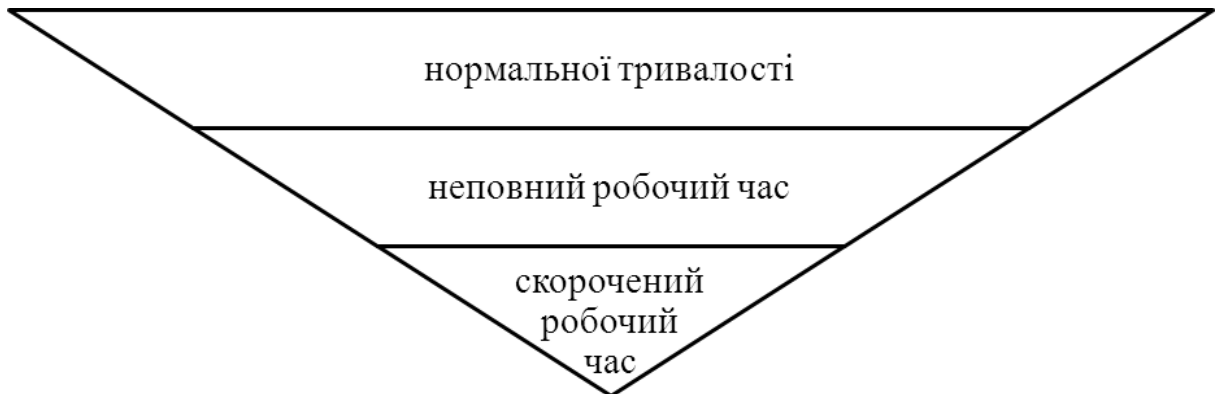 нормальної тривалості
неповний робочий час
скорочений
робочий
час